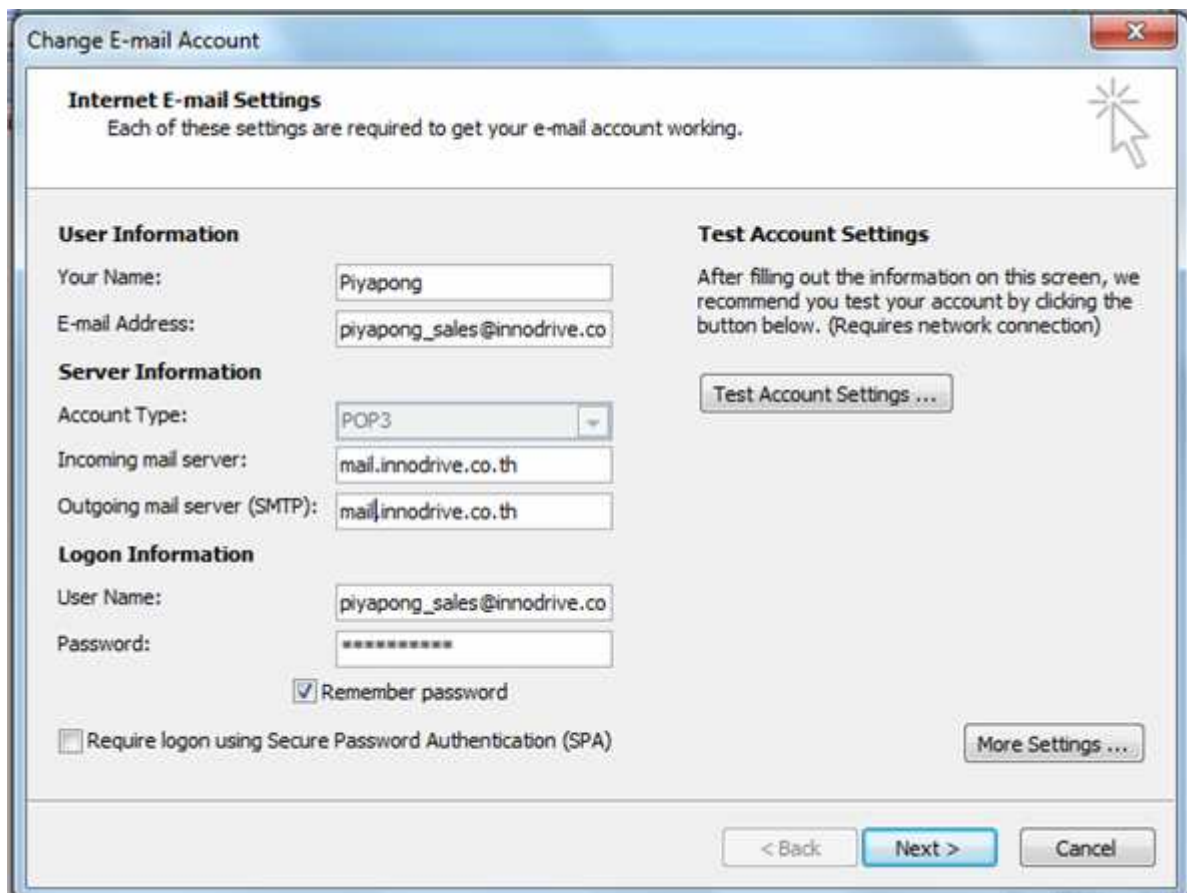 Change E-mail Account
Internet E-mail Settings
Each of these settings are required to get your e-mail account working.
User Information
Your Name: Piyapong
E-mail Address: piyapong_sales@innodrive.co
Server Information
Account Type: POP3
Incoming mail server: mail.innodrive.co.th
Outgoing mail server (SMTP): mail.innodrive.co.th
Logon Information
User Name: piyapong_sales@innodrive.co
Password: **********
Remember password
Require logon using Secure Password Authentication (SPA)
Test Account Settings
After filling out the information on this screen, we
recommend you test your account by clicking the
button below. (Requires network connection)
Test Account Settings ...
More Settings ...
< Back
Next >
Cancel